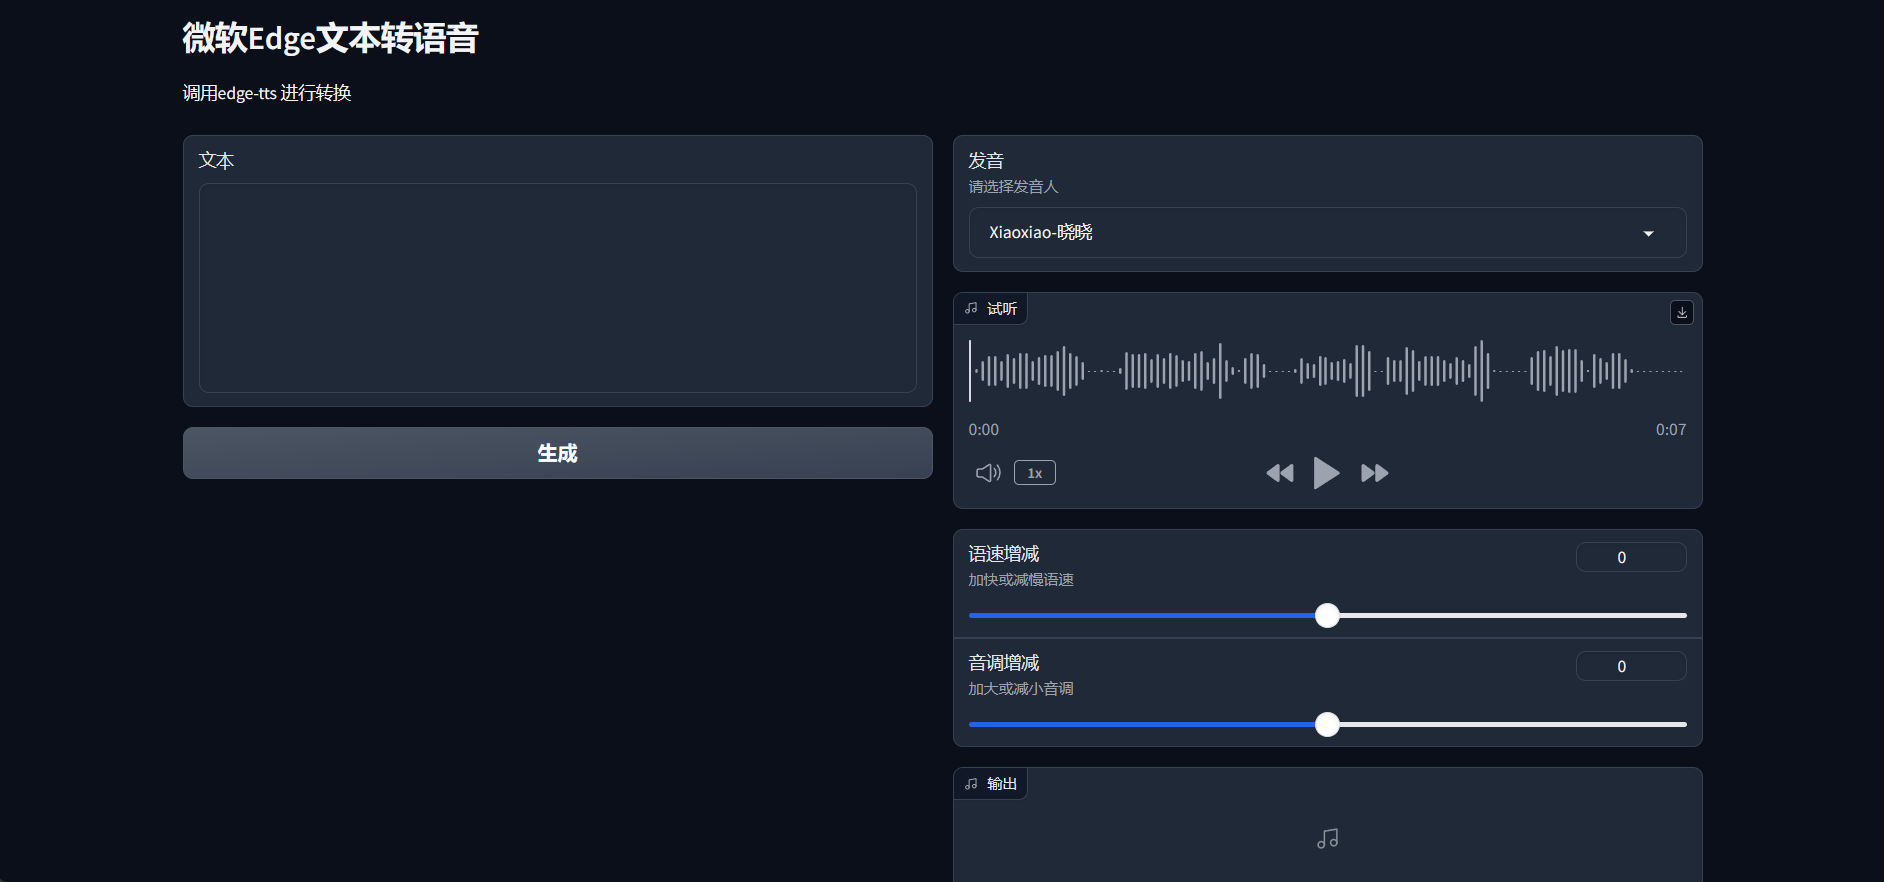 微软Edge文本转语音
调用edge-tts 进行转换
文本
生成
发音
请选择发音人
Xiaoxiao-晓晓
试听
0:00
0:07
1x
语速增减
0
加快或减慢语速
音调增减
0
加大或减小音调
输出